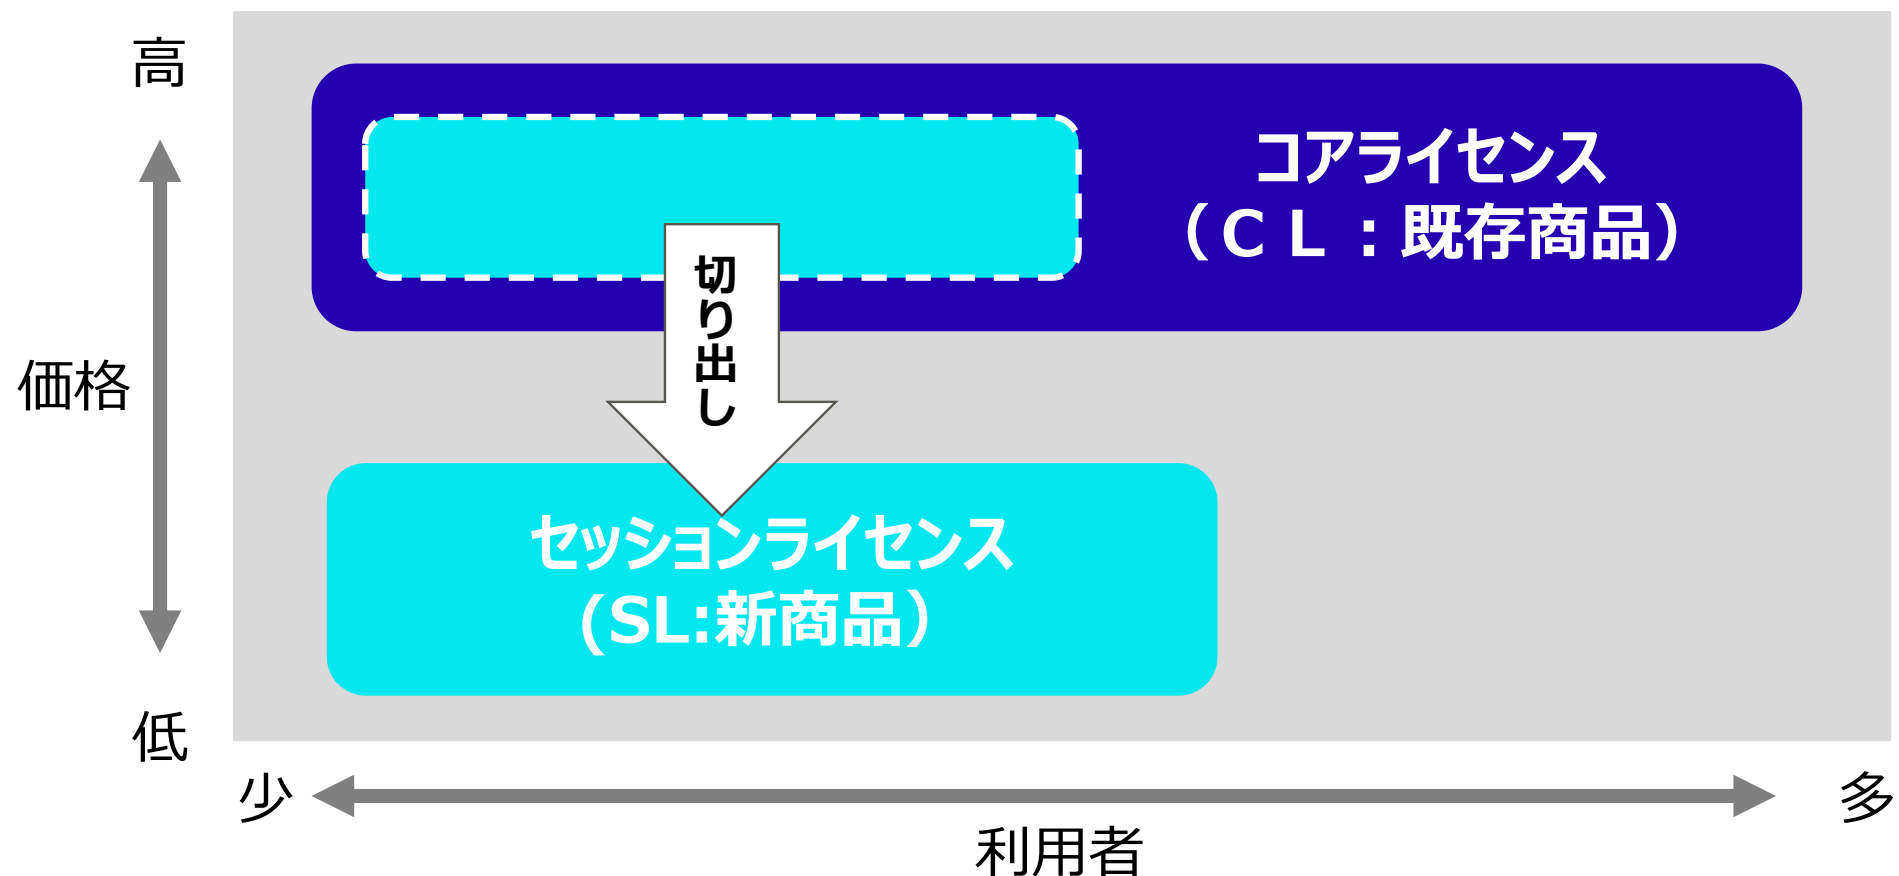 高
コアライセンス
（ＣＬ：既存商品）
切り出し
価格
セッションライセンス
(SL:新商品）
低
少
多
利用者